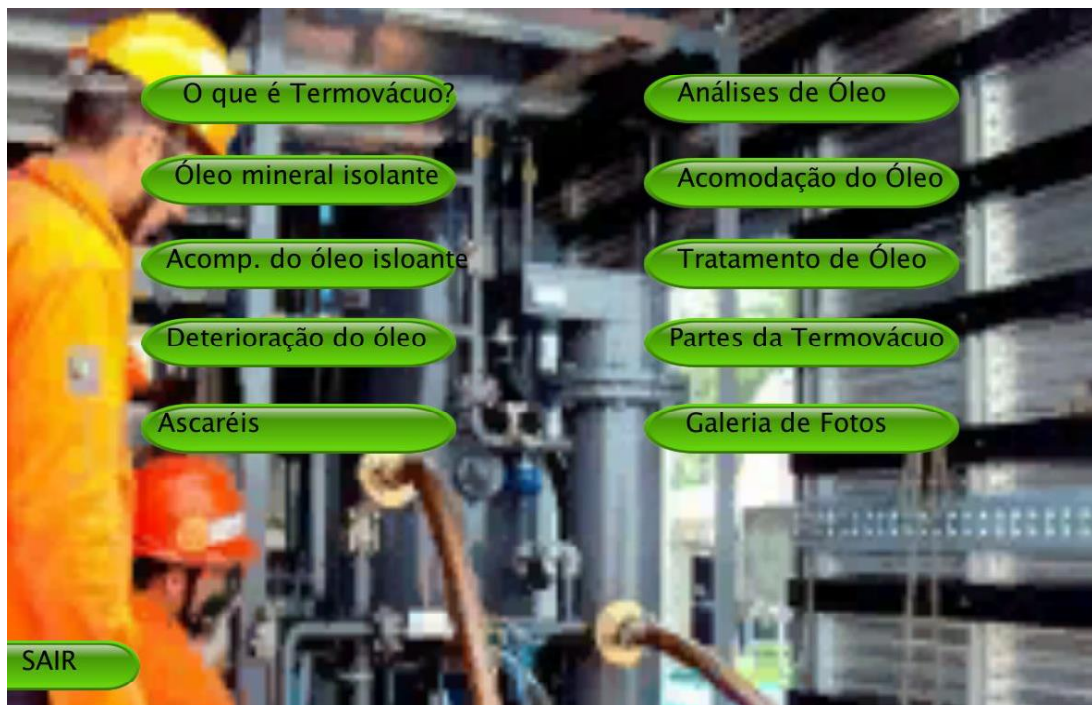 O que é Termovácuo?
Óleo mineral isolante
Acomp. do óleo isloante
Deterioração do óleo
Ascaréis
Análises de Óleo
Acomodação do Óleo
Tratamento de Óleo
Partes da Termovácuo
Galeria de Fotos
SAIR